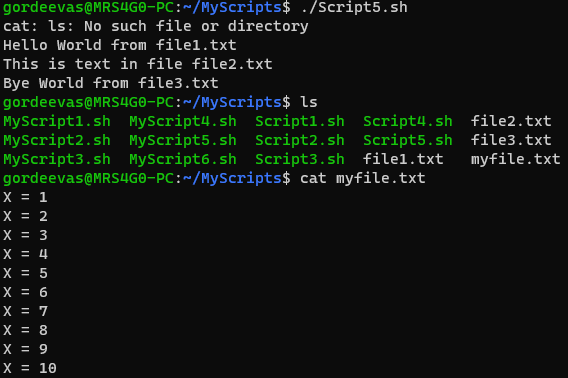 gordeevas@MRS4G0-PC:~/MyScripts$ ./Script5.sh
cat: ls: No such file or directory
Hello World from file1.txt
This is text in file file2.txt
Bye World from file3.txt
gordeevas@MRS4G0-PC:~/MyScripts$ ls
MyScript1.sh  MyScript4.sh  Script1.sh  Script4.sh  file2.txt
MyScript2.sh  MyScript5.sh  Script2.sh  Script5.sh  file3.txt
MyScript3.sh  MyScript6.sh  Script3.sh  file1.txt   myfile.txt
gordeevas@MRS4G0-PC:~/MyScripts$ cat myfile.txt
X = 1
X = 2
X = 3
X = 4
X = 5
X = 6
X = 7
X = 8
X = 9
X = 10